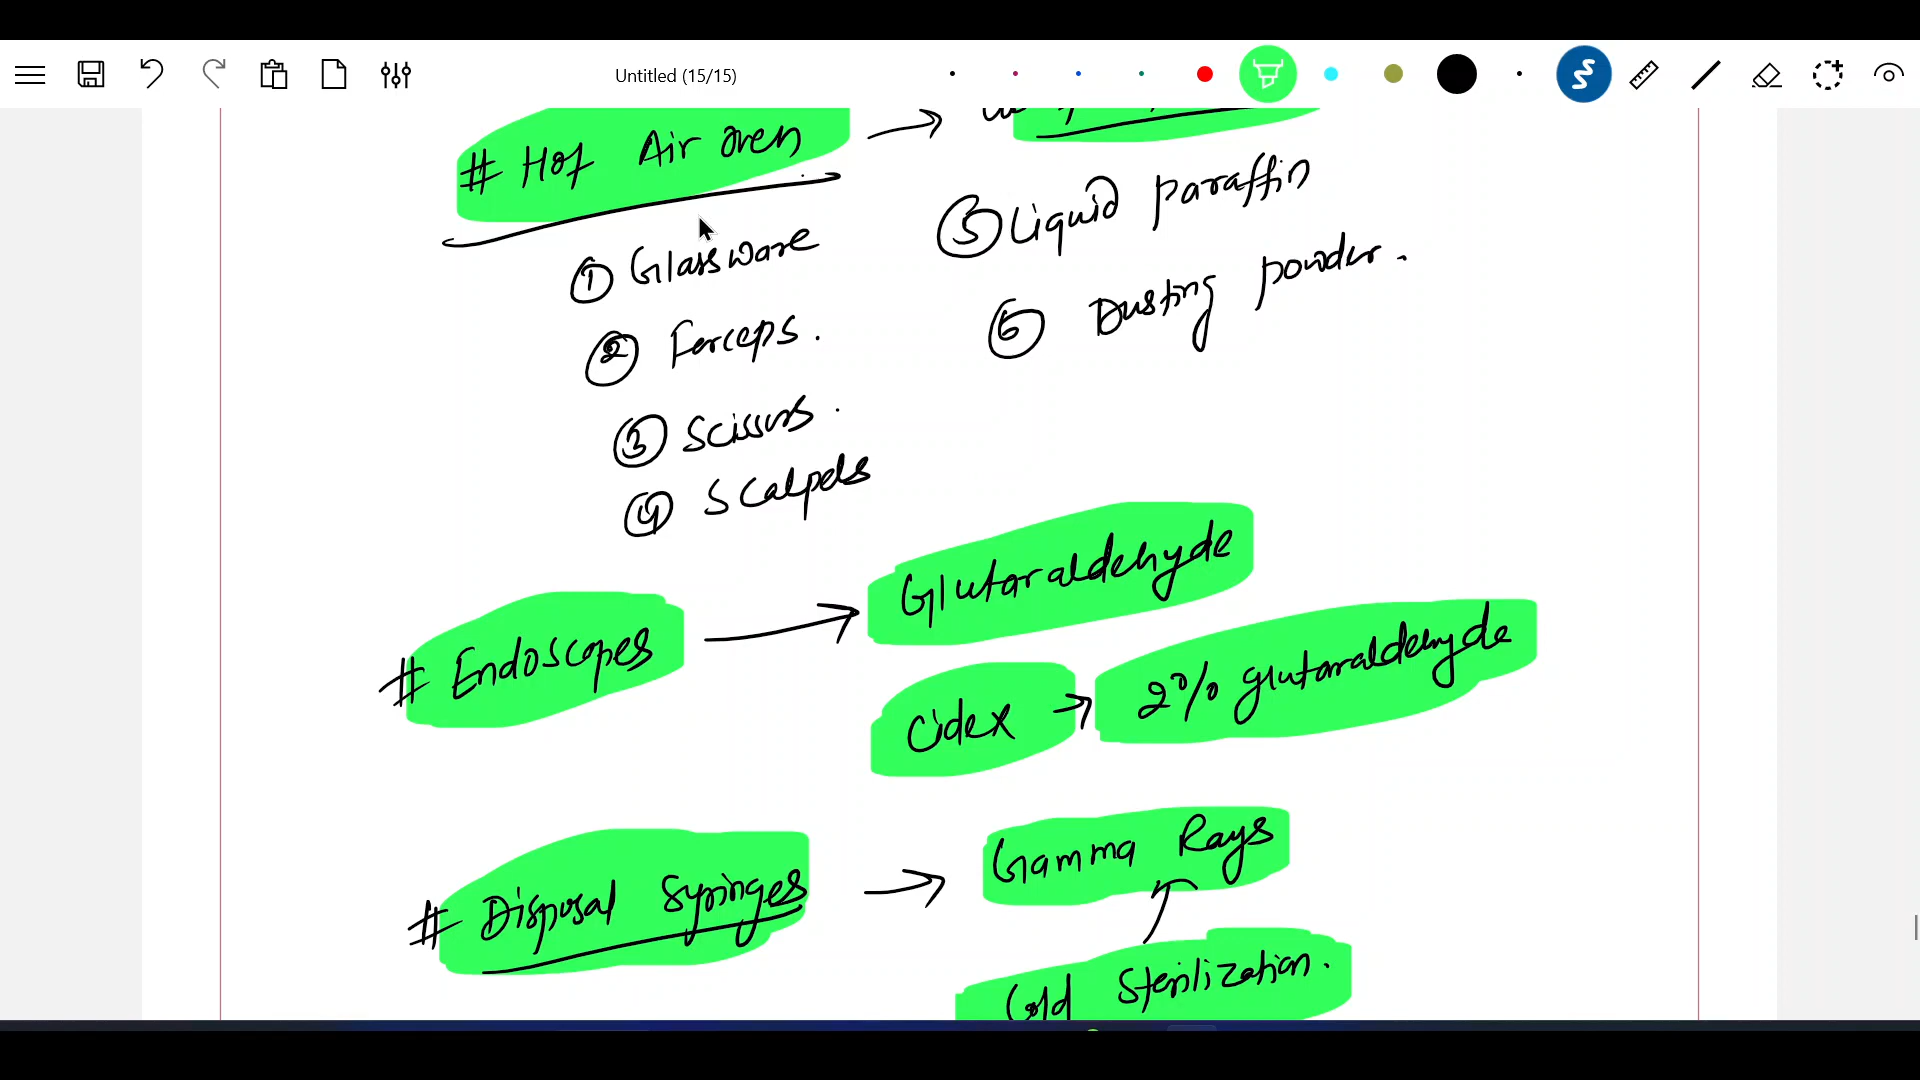 Untitled (15/15)
# Hot Air oven →
① Glassware
② Forceps.
③ Scissors.
④ Scalpels
⑤ Liquid paraffin
⑥ Dusting powder.
# Endoscopes → Glutaraldehyde
Cidex → 2% glutaraldehyde
# Disposal Syringes → Gamma Rays
Cold Sterilization.